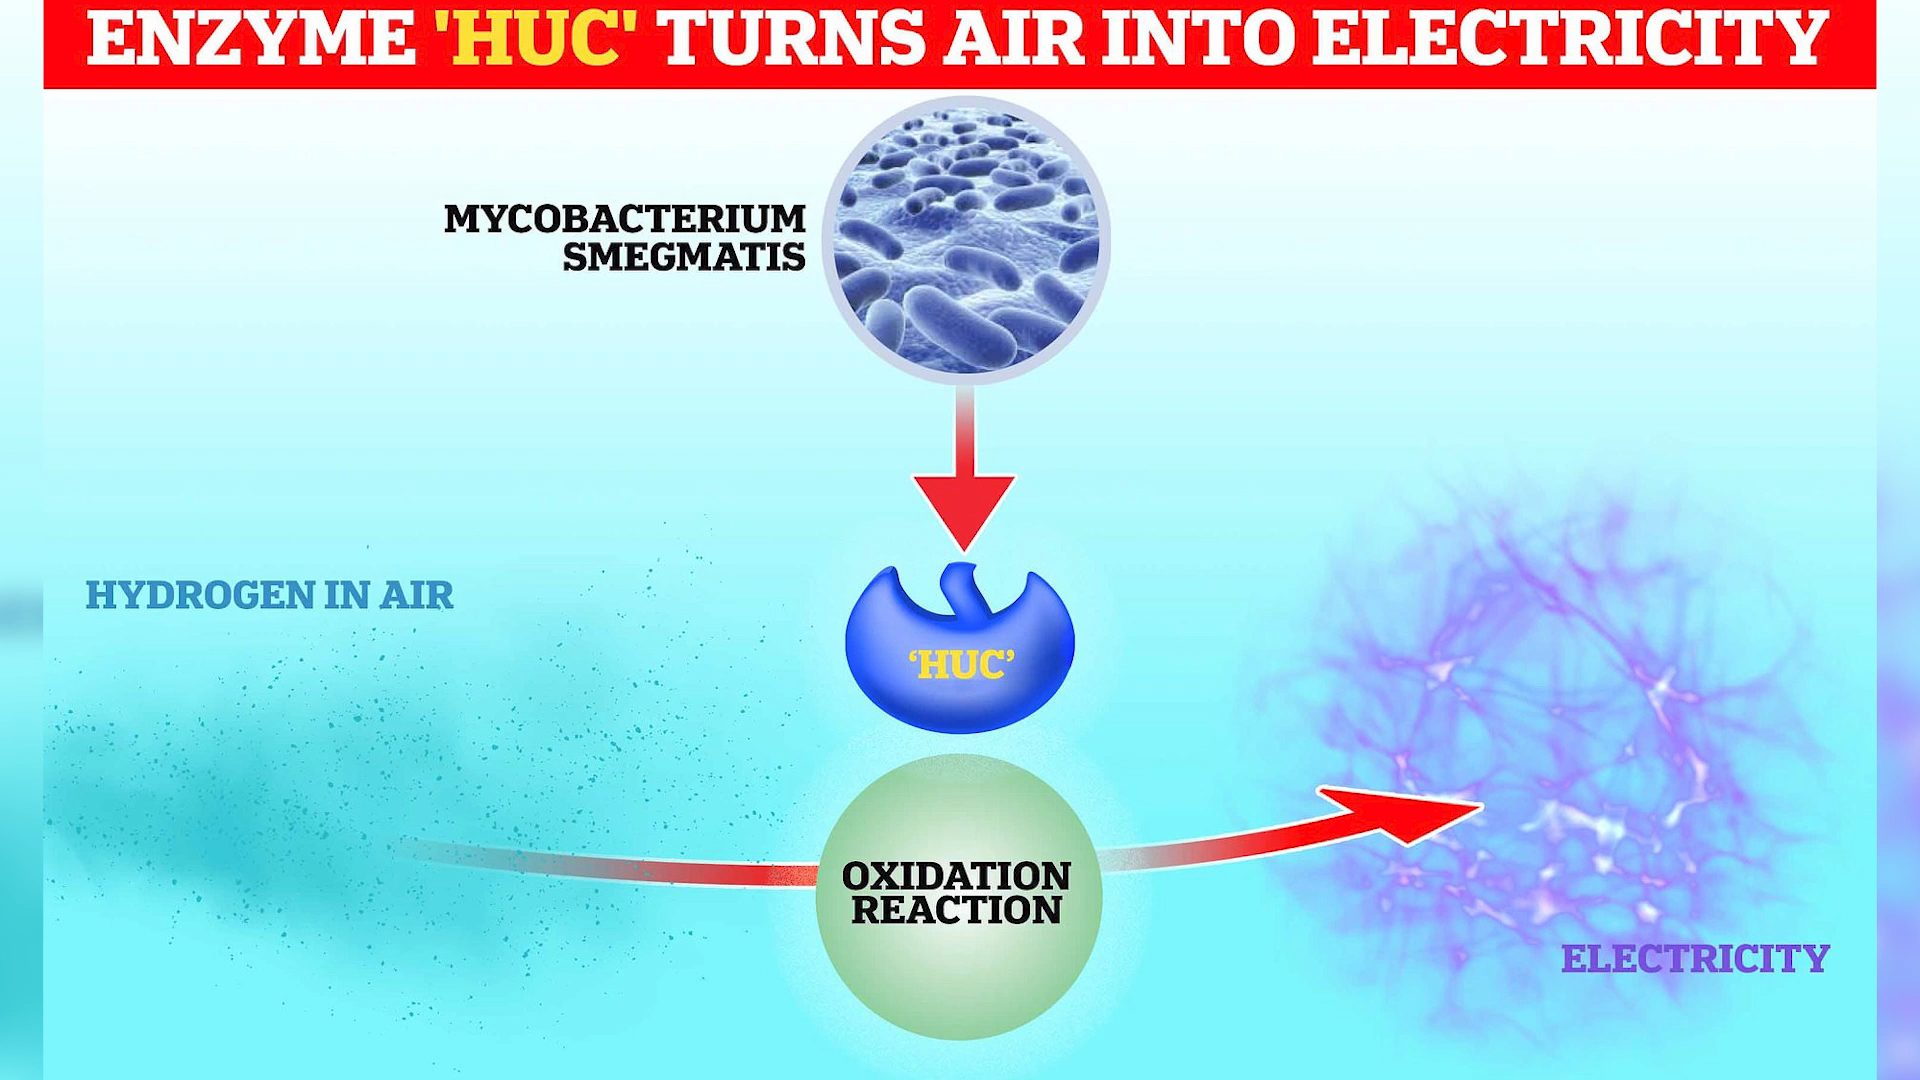 ENZYME 'HUC' TURNS AIR INTO ELECTRICITY
MYCOBACTERIUM
SMEGMATIS
HYDROGEN IN AIR
‘HUC’
OXIDATION
REACTION
ELECTRICITY